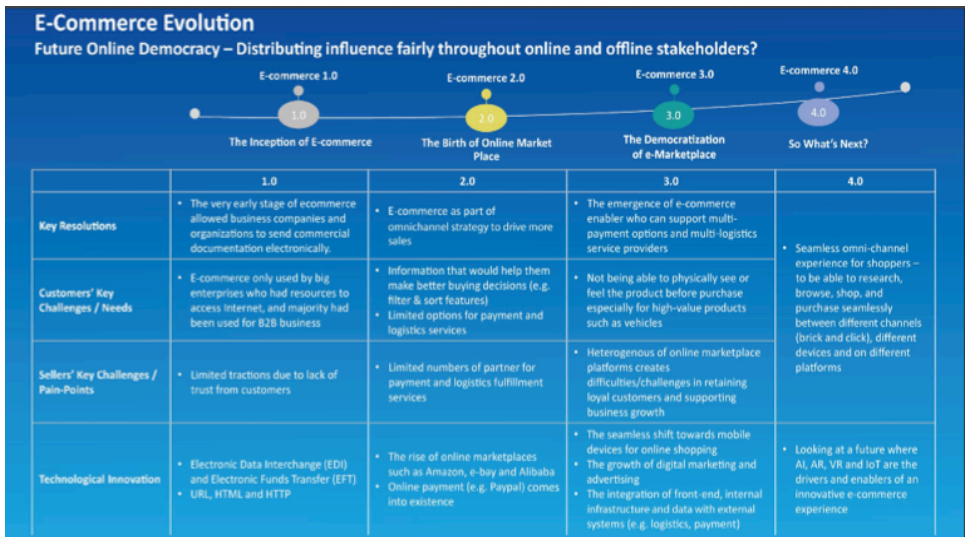 E-Commerce Evolution
Future Online Democracy – Distributing influence fairly throughout online and offline stakeholders?
E-commerce 1.0
E-commerce 2.0
E-commerce 3.0
E-commerce 4.0
1.0
2.0
3.0
4.0
The Inception of E-commerce
The Birth of Online Market
Place
The Democratization
of e-Marketplace
So What's Next?
1.0
2.0
3.0
4.0
Key Resolutions
• The very early stage of ecommerce
allowed business companies and
organizations to send commercial
documentation electronically.
• E-commerce as part of
omnichannel strategy to drive more
sales
• The emergence of e-commerce
enabler who can support multi-
payment options and multi-logistics
service providers
• Seamless omni-channel
experience for shoppers –
to be able to research,
browse, shop, and
purchase seamlessly
between different channels
(brick and click), different
devices and on different
platforms
Customers' Key
Challenges / Needs
• E-commerce only used by big
enterprises who had resources to
access Internet, and majority had
been used for B2B business
• Information that would help them
make better buying decisions (e.g.
filter & sort features)
• Limited options for payment and
logistics services
• Not being able to physically see or
feel the product before purchase
especially for high-value products
such as vehicles
Sellers' Key Challenges /
Pain-Points
• Limited tractions due to lack of
trust from customers
• Limited numbers of partner for
payment and logistics fulfillment
services
• Heterogenous of online marketplace
platforms creates
difficulties/challenges in retaining
loyal customers and supporting
business growth
Technological Innovation
• Electronic Data Interchange (EDI)
and Electronic Funds Transfer (EFT)
• URL, HTML and HTTP
• The rise of online marketplaces
such as Amazon, e-bay and Alibaba
• Online payment (e.g. Paypal) comes
into existence
• The seamless shift towards mobile
devices for online shopping
• The growth of digital marketing and
advertising
• The integration of front-end, internal
infrastructure and data with external
systems (e.g. logistics, payment)
• Looking at a future where
AI, AR, VR and IoT are the
drivers and enablers of an
innovative e-commerce
experience